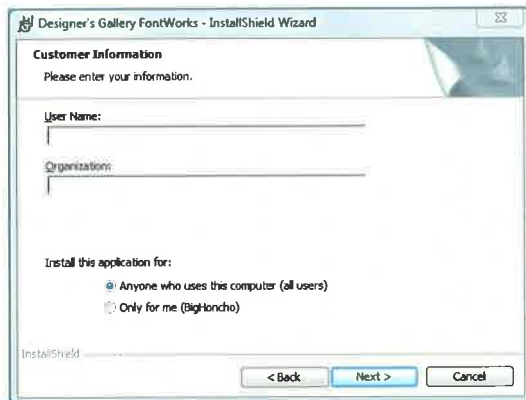 Designer's Gallery FontWorks - InstallShield Wizard
Customer Information
Please enter your information.
User Name:
Organization:
Install this application for:
Anyone who uses this computer (all users)
Only for me (BigHoncho)
InstallShield
< Back Next > Cancel